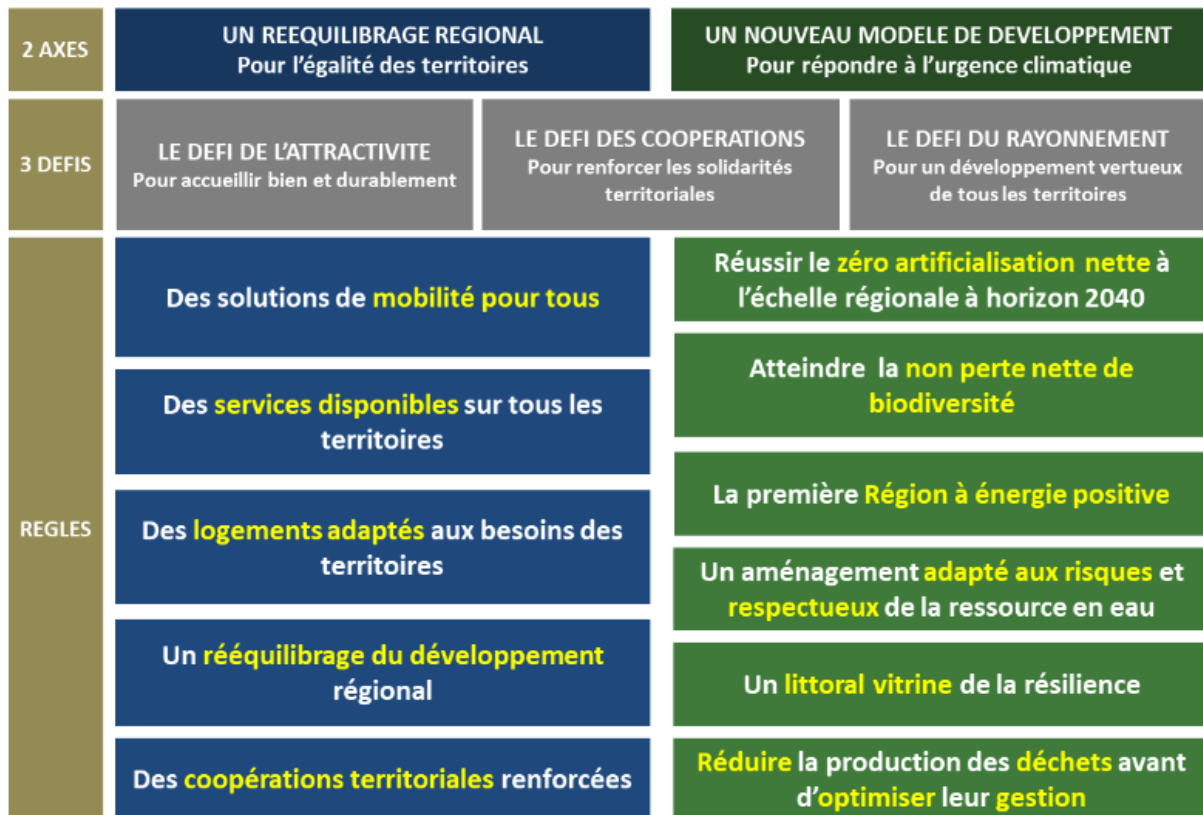 2 AXES
UN REEQUILIBRAGE REGIONAL
Pour l'égalité des territoires
UN NOUVEAU MODELE DE DEVELOPPEMENT
Pour répondre à l'urgence climatique
3 DEFIS
LE DEFI DE L'ATTRACTIVITE
Pour accueillir bien et durablement
LE DEFI DES COOPERATIONS
Pour renforcer les solidarités
territoriales
LE DEFI DU RAYONNEMENT
Pour un développement vertueux
de tous les territoires
REGLES
Des solutions de mobilité pour tous
Des services disponibles sur tous les
territoires
Des logements adaptés aux besoins des
territoires
Un rééquilibrage du développement
régional
Des coopérations territoriales renforcées
Réussir le zéro artificialisation nette à
l'échelle régionale à horizon 2040
Atteindre la non perte nette de
biodiversité
La première Région à énergie positive
Un aménagement adapté aux risques et
respectueux de la ressource en eau
Un littoral vitrine de la résilience
Réduire la production des déchets avant
d'optimiser leur gestion